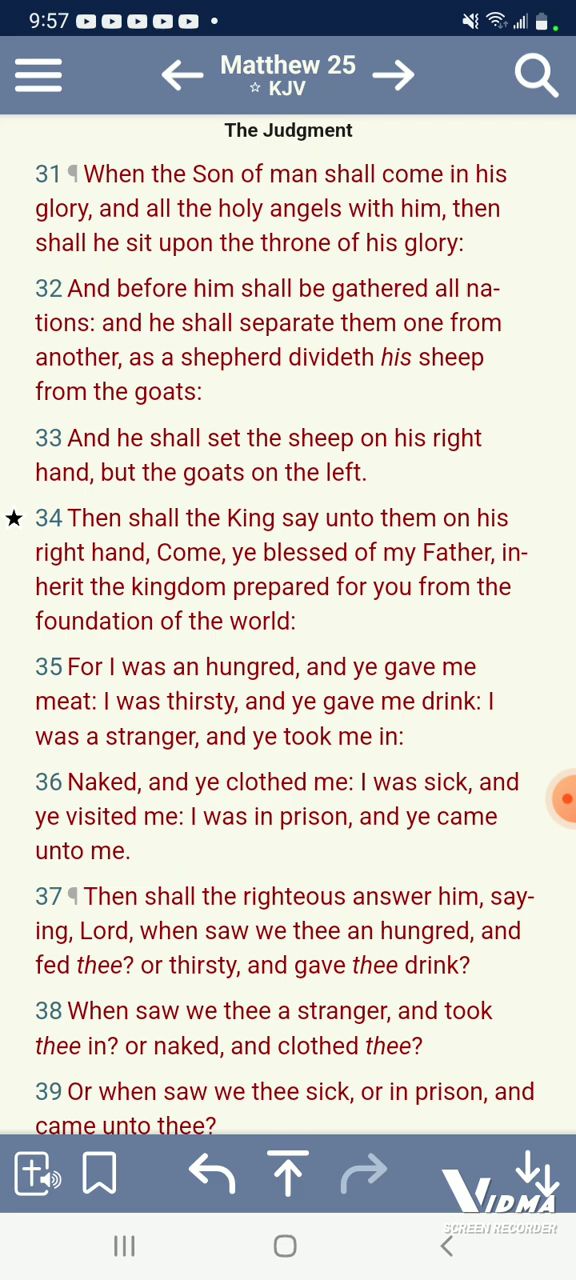 9:57
Matthew 25
☆ KJV
The Judgment
31 ¶ When the Son of man shall come in his
glory, and all the holy angels with him, then
shall he sit upon the throne of his glory:
32 And before him shall be gathered all na-
tions: and he shall separate them one from
another, as a shepherd divideth his sheep
from the goats:
33 And he shall set the sheep on his right
hand, but the goats on the left.
★ 34 Then shall the King say unto them on his
right hand, Come, ye blessed of my Father, in-
herit the kingdom prepared for you from the
foundation of the world:
35 For I was an hungred, and ye gave me
meat: I was thirsty, and ye gave me drink: I
was a stranger, and ye took me in:
36 Naked, and ye clothed me: I was sick, and
ye visited me: I was in prison, and ye came
unto me.
37 ¶ Then shall the righteous answer him, say-
ing, Lord, when saw we thee an hungred, and
fed thee? or thirsty, and gave thee drink?
38 When saw we thee a stranger, and took
thee in? or naked, and clothed thee?
39 Or when saw we thee sick, or in prison, and
came unto thee?
VIDMA
SCREEN RECORDER